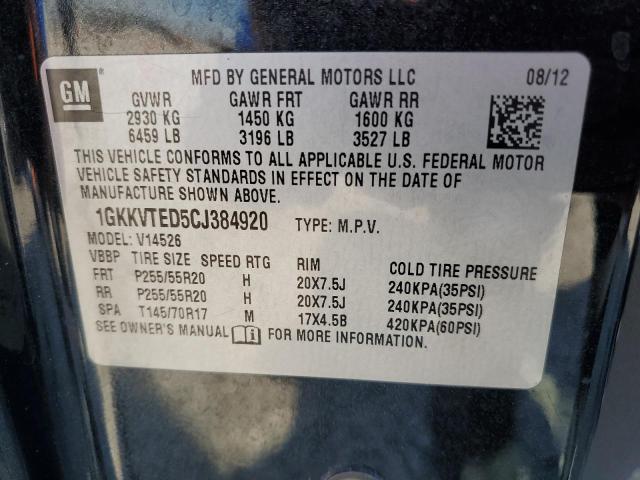 GM ® MFD BY GENERAL MOTORS LLC 08/12
GVWR GAWR FRT GAWR RR
2930 KG 1450 KG 1600 KG
6459 LB 3196 LB 3527 LB
THIS VEHICLE CONFORMS TO ALL APPLICABLE U.S. FEDERAL MOTOR
VEHICLE SAFETY STANDARDS IN EFFECT ON THE DATE OF
MANUFACTURE SHOWN ABOVE.
1GKKVTED5CJ384920 TYPE: M.P.V.
MODEL: V14526
VBBP TIRE SIZE SPEED RTG RIM COLD TIRE PRESSURE
FRT P255/55R20 H 20X7.5J 240KPA(35PSI)
RR P255/55R20 H 20X7.5J 240KPA(35PSI)
SPA T145/70R17 M 17X4.5B 420KPA(60PSI)
SEE OWNER'S MANUAL FOR MORE INFORMATION.